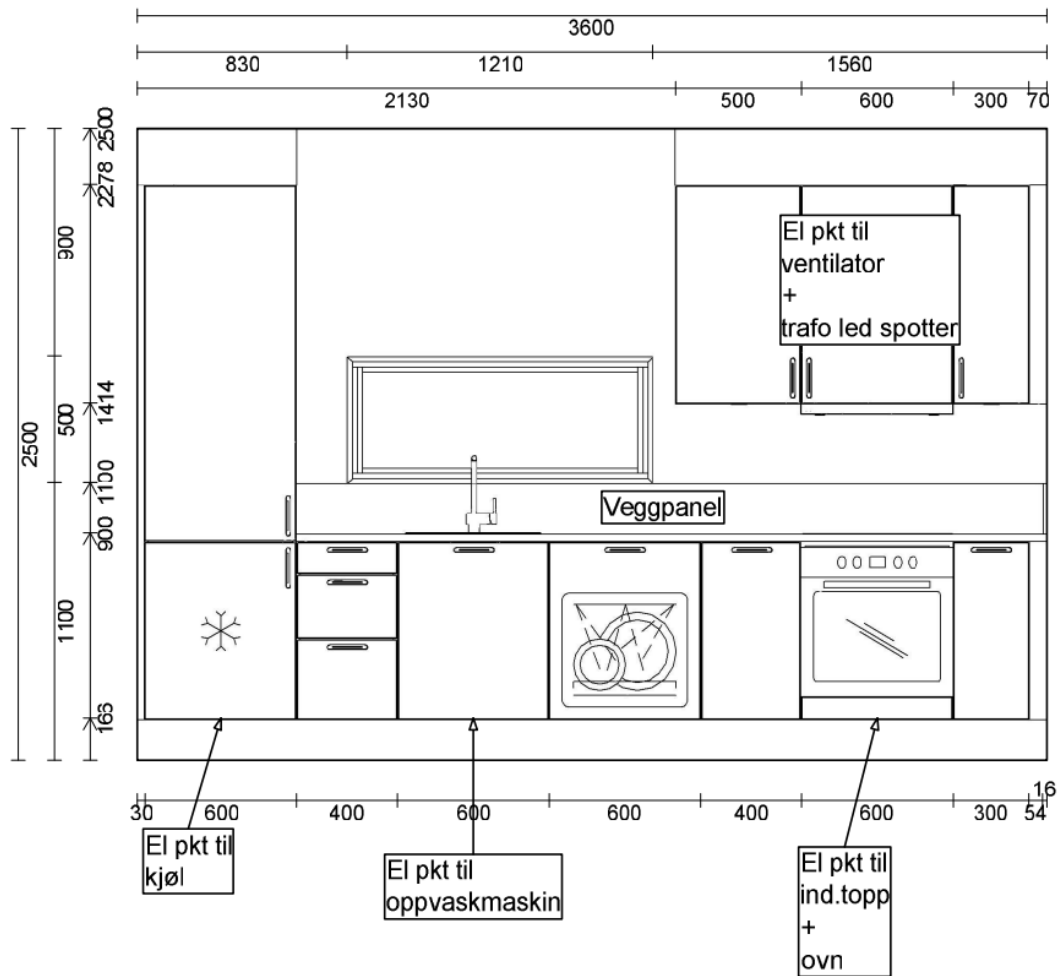 3600
830 1210 1560
2130 500 600 300 70
2500
900
500
1100
2500
2278
1414
1100
900
163
El pkt til
ventilator
+
trafo led spotter
Veggpanel
16
30 600 400 600 600 400 600 300 54
El pkt til
kjøl
El pkt til
oppvaskmaskin
El pkt til
ind.topp
+
ovn